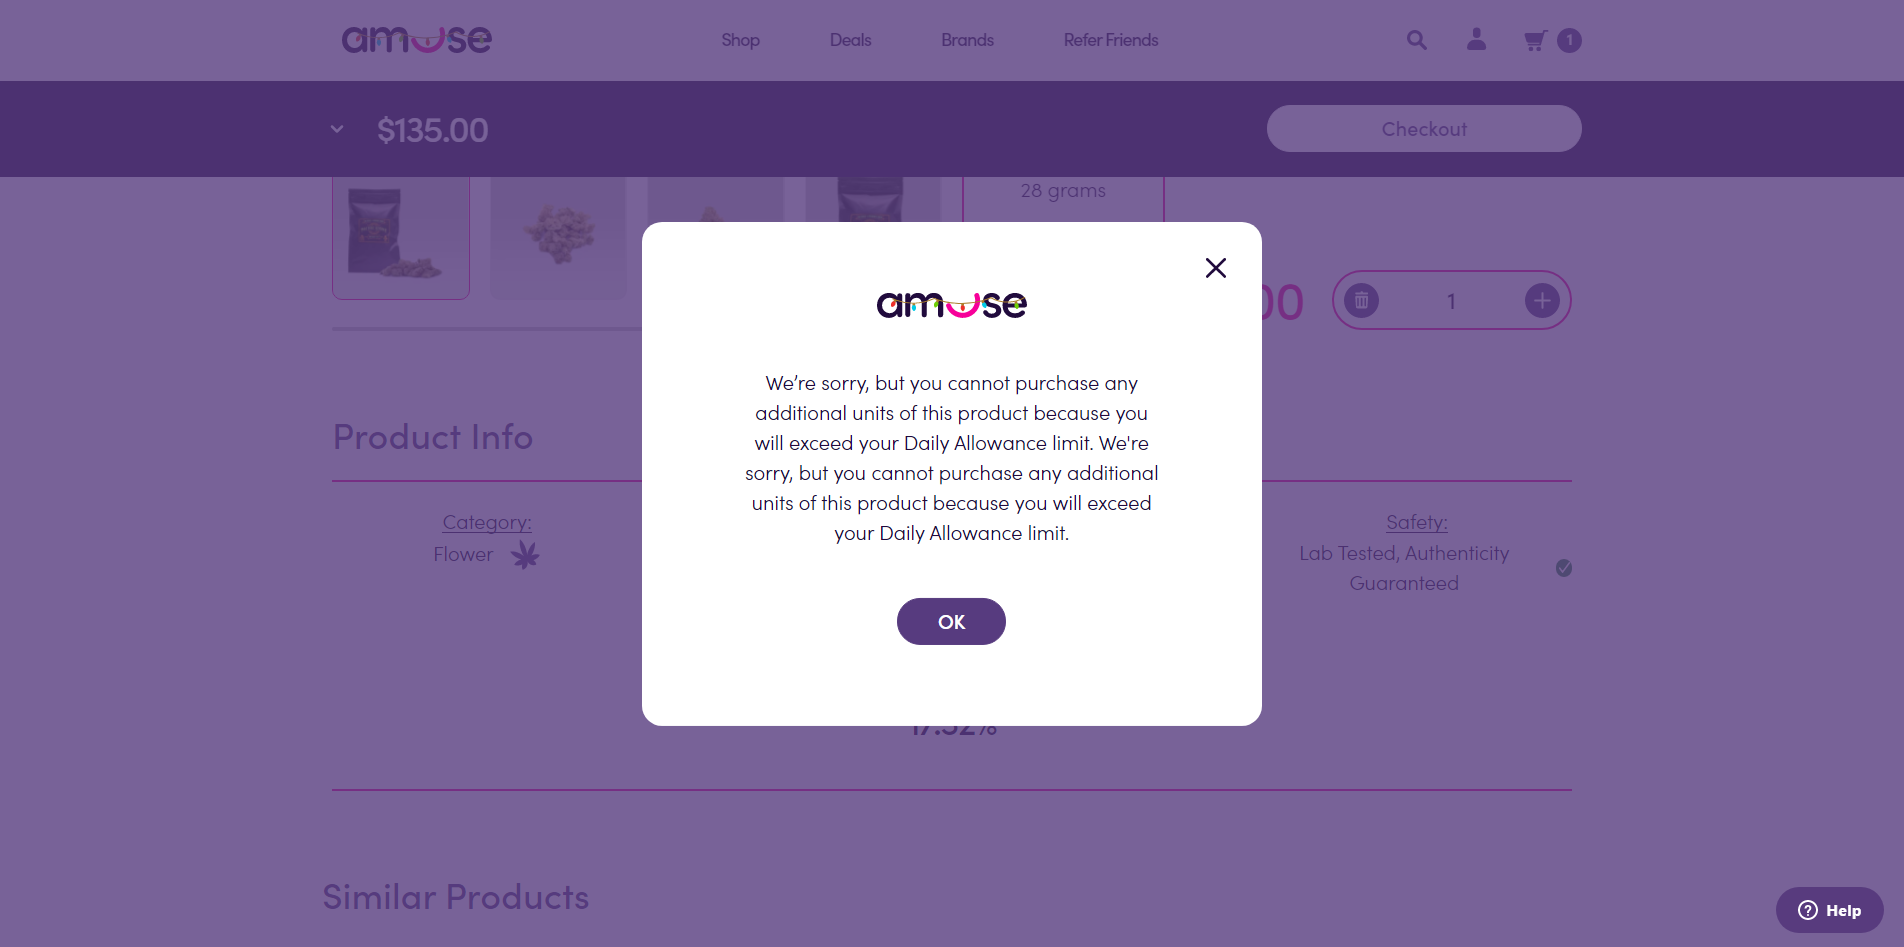 amuse
Shop
Deals
Brands
Refer Friends
1
$135.00
Checkout
28 grams
amuse
We’re sorry, but you cannot purchase any
additional units of this product because you
will exceed your Daily Allowance limit. We're
sorry, but you cannot purchase any additional
units of this product because you will exceed
your Daily Allowance limit.
OK
1
Product Info
Category:
Flower
Safety:
Lab Tested, Authenticity
Guaranteed
17.52%
Similar Products
Help